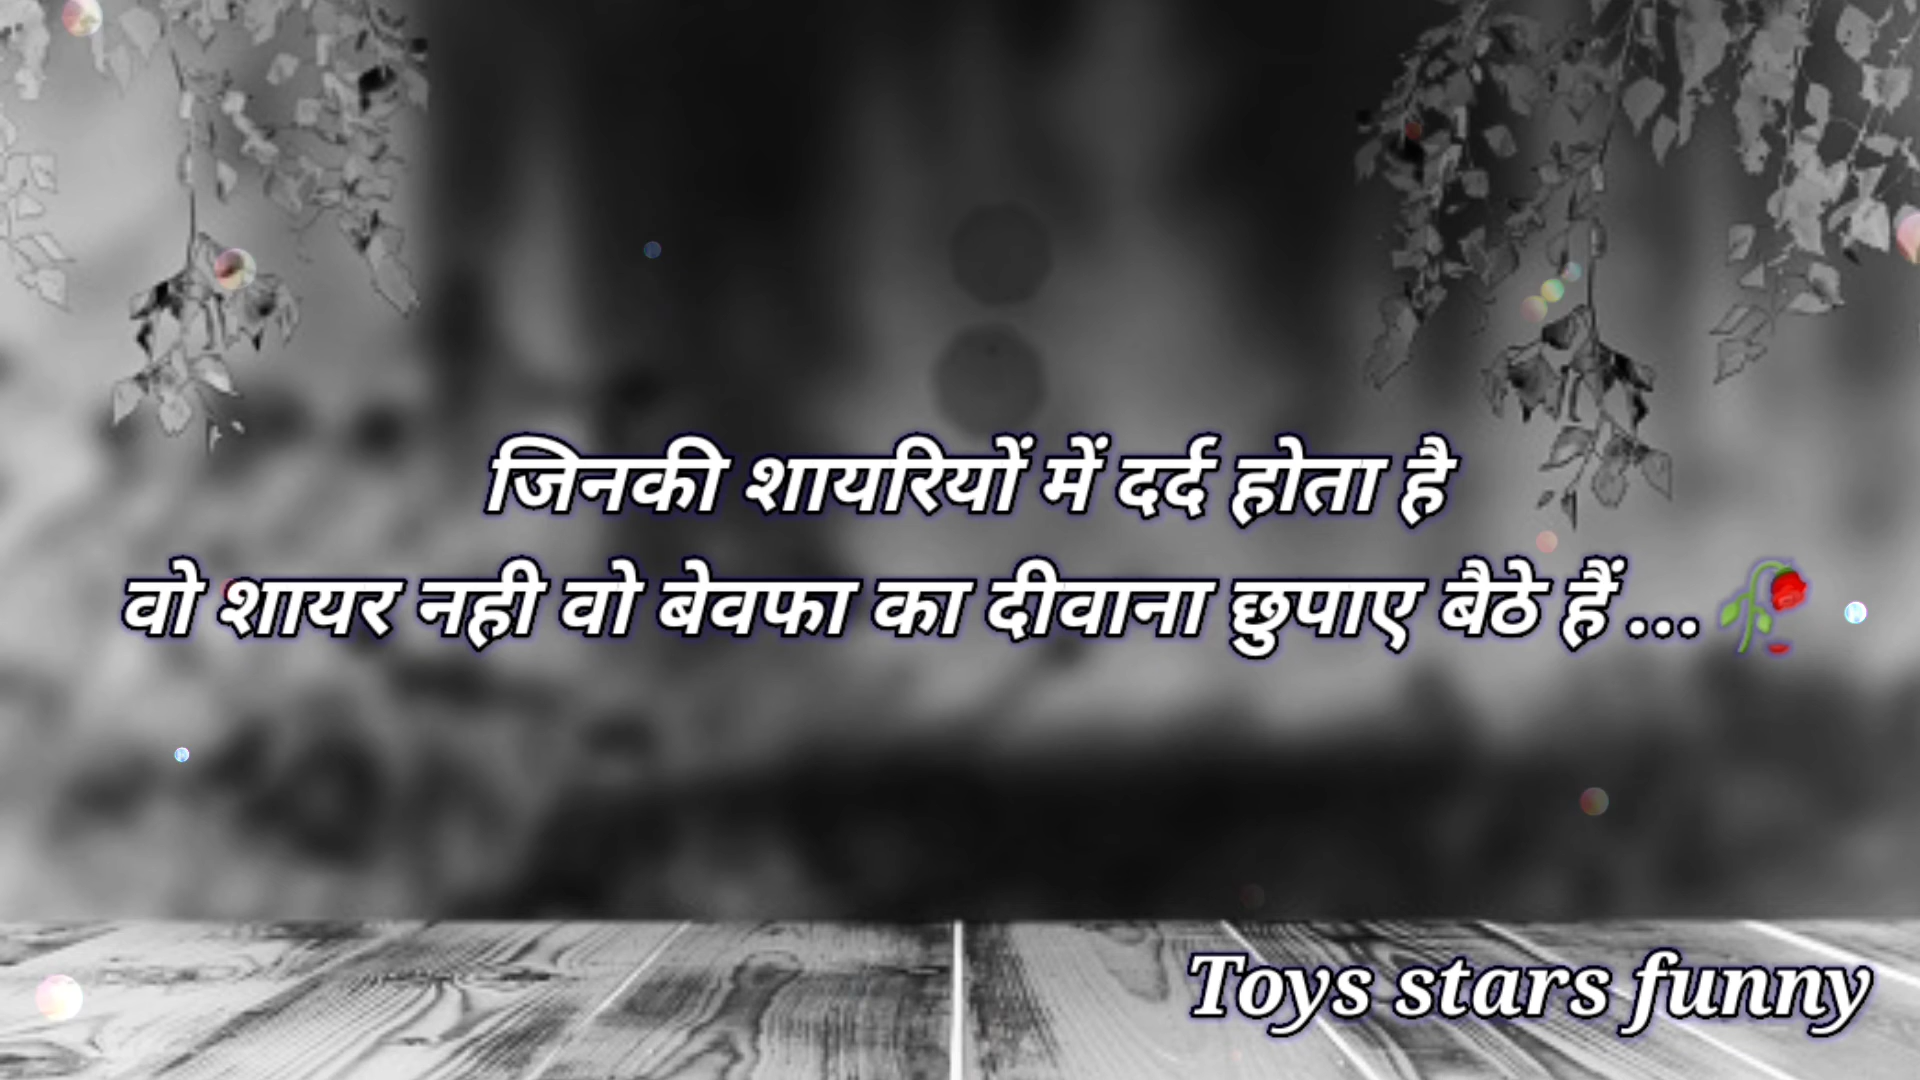 जिनकी शायरियों में दर्द होता है
वो शायर नही वो बेवफा का दीवाना छुपाए बैठे हैं ...🥀
Toys stars funny